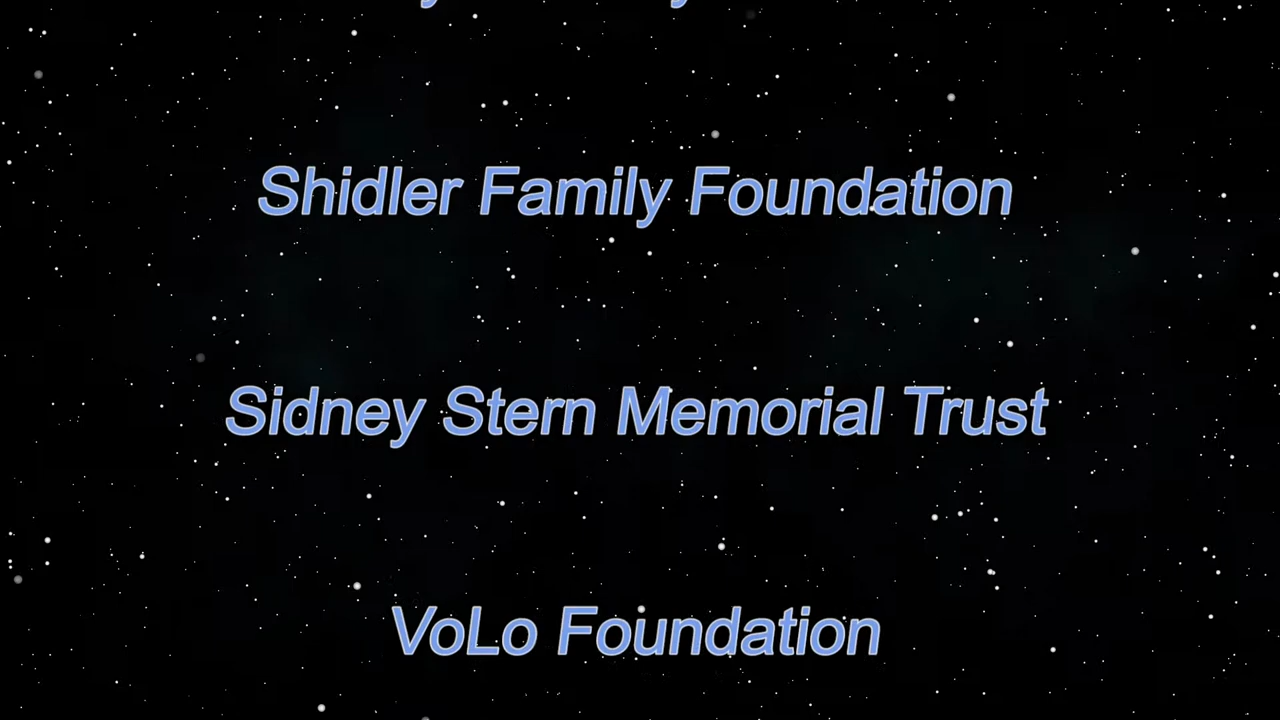 Shidler Family Foundation
Sidney Stern Memorial Trust
VoLo Foundation